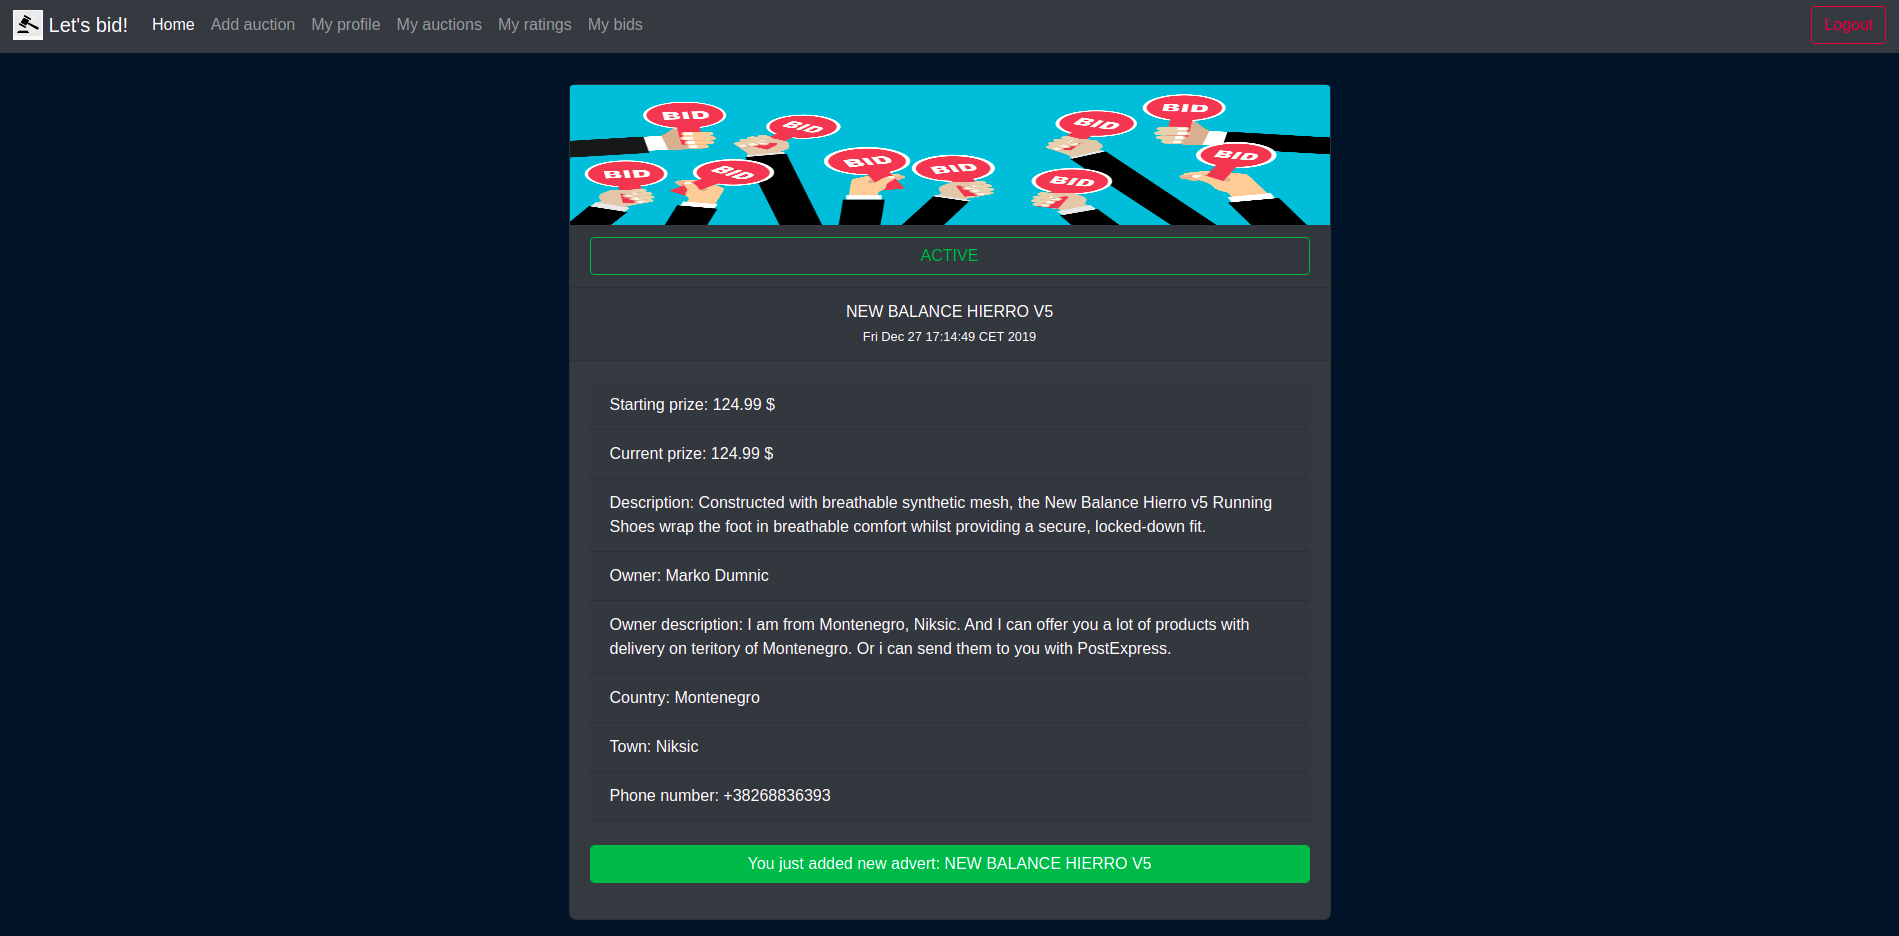 Let's bid! Home Add auction My profile My auctions My ratings My bids Logout
BID BID BID BID
BID BID BID BID BID BID
ACTIVE
NEW BALANCE HIERRO V5
Fri Dec 27 17:14:49 CET 2019
Starting prize: 124.99 $
Current prize: 124.99 $
Description: Constructed with breathable synthetic mesh, the New Balance Hierro v5 Running
Shoes wrap the foot in breathable comfort whilst providing a secure, locked-down fit.
Owner: Marko Dumnic
Owner description: I am from Montenegro, Niksic. And I can offer you a lot of products with
delivery on teritory of Montenegro. Or i can send them to you with PostExpress.
Country: Montenegro
Town: Niksic
Phone number: +38268836393
You just added new advert: NEW BALANCE HIERRO V5